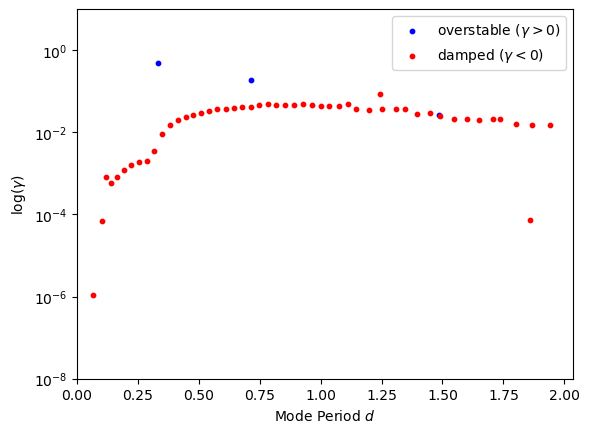 overstable (γ > 0)
damped (γ < 0)
10⁰
10⁻²
10⁻⁴
10⁻⁶
10⁻⁸
log(γ)
0.00 0.25 0.50 0.75 1.00 1.25 1.50 1.75 2.00
Mode Period d